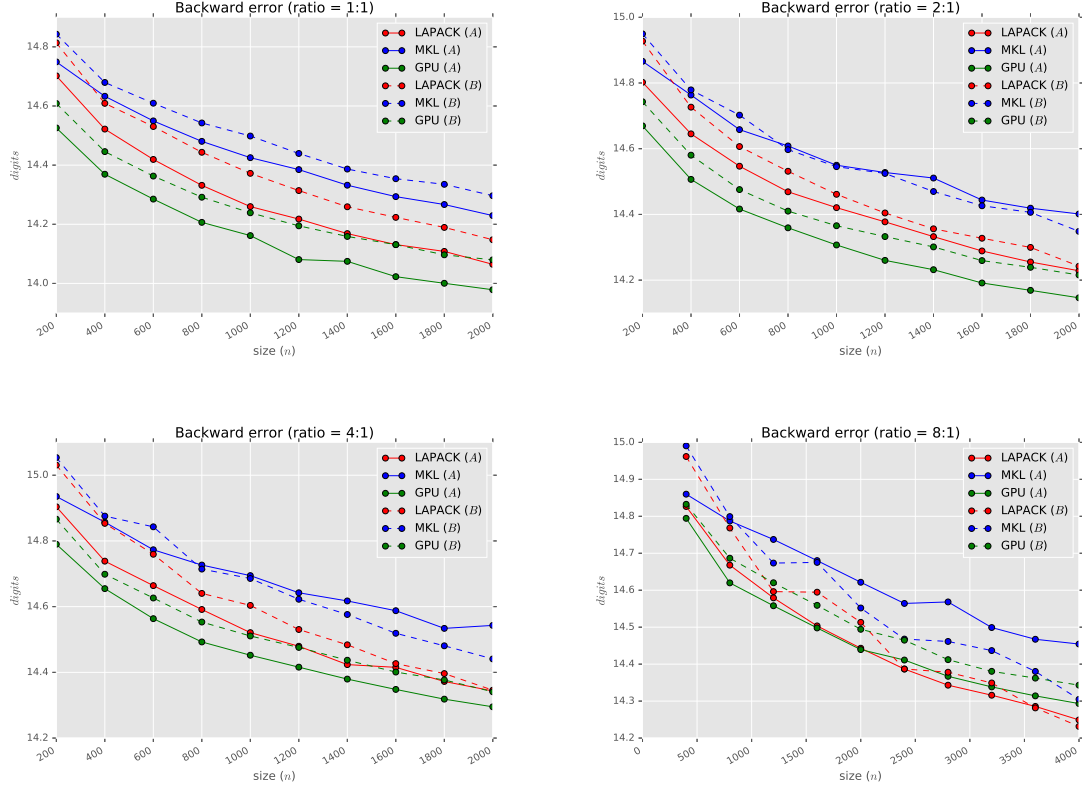 Backward error (ratio = 1:1)
14.8
14.6
14.4
14.2
14.0
digits
LAPACK (A)
MKL (A)
GPU (A)
LAPACK (B)
MKL (B)
GPU (B)
200 400 600 800 1000 1200 1400 1600 1800 2000
size (n)
Backward error (ratio = 2:1)
15.0
14.8
14.6
14.4
14.2
digits
LAPACK (A)
MKL (A)
GPU (A)
LAPACK (B)
MKL (B)
GPU (B)
200 400 600 800 1000 1200 1400 1600 1800 2000
size (n)
Backward error (ratio = 4:1)
15.0
14.8
14.6
14.4
14.2
digits
LAPACK (A)
MKL (A)
GPU (A)
LAPACK (B)
MKL (B)
GPU (B)
200 400 600 800 1000 1200 1400 1600 1800 2000
size (n)
Backward error (ratio = 8:1)
15.0
14.9
14.8
14.7
14.6
14.5
14.4
14.3
14.2
digits
LAPACK (A)
MKL (A)
GPU (A)
LAPACK (B)
MKL (B)
GPU (B)
0 500 1000 1500 2000 2500 3000 3500 4000
size (n)